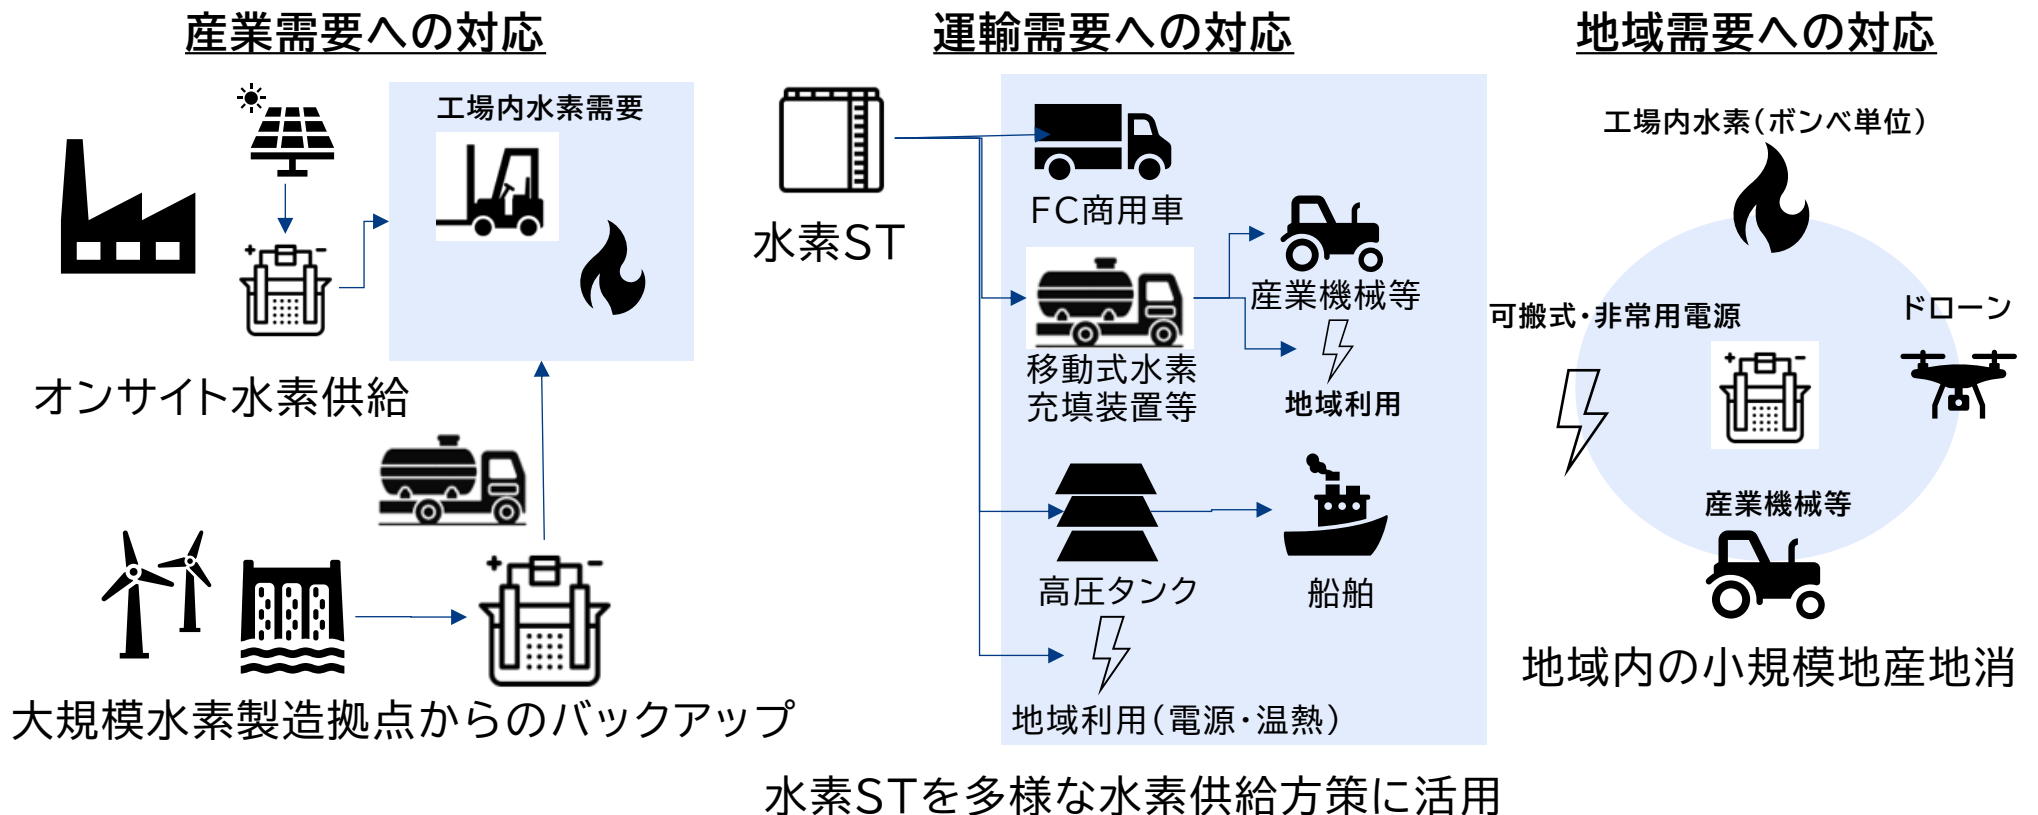 産業需要への対応
工場内水素需要
オンサイト水素供給
大規模水素製造拠点からのバックアップ
運輸需要への対応
水素ST
FC商用車
産業機械等
移動式水素
充填装置等
地域利用
高圧タンク
船舶
地域利用(電源・温熱)
水素STを多様な水素供給方策に活用
地域需要への対応
工場内水素(ボンベ単位)
可搬式・非常用電源
ドローン
産業機械等
地域内の小規模地産地消